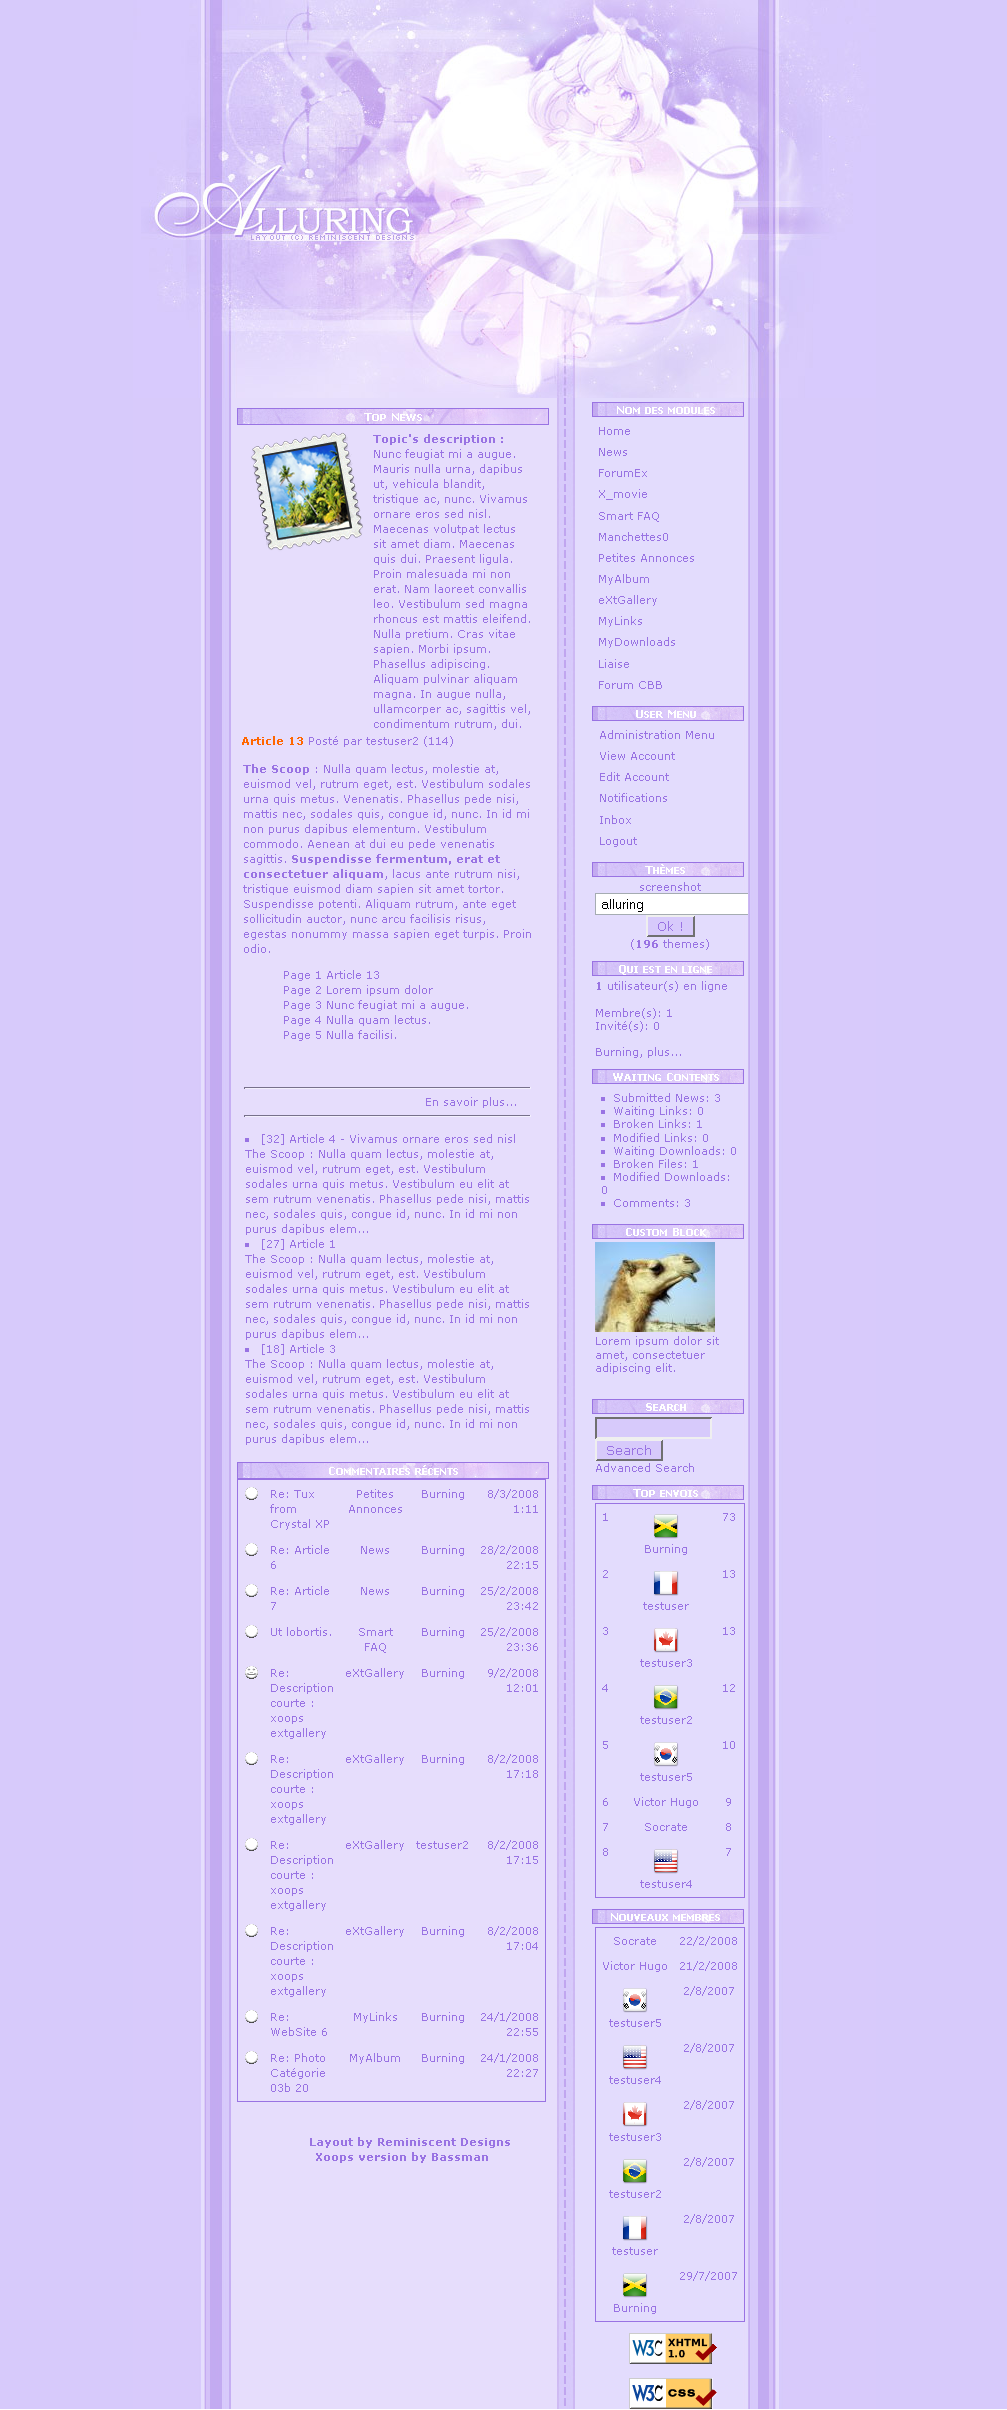 ALLURING
LAYOUT (C) REMINISCENT DESIGNS
Top News
Topic's description :
Nunc feugiat mi a augue.
Mauris nulla urna, dapibus
ut, vehicula blandit,
tristique ac, nunc. Vivamus
ornare eros sed nisl.
Maecenas volutpat lectus
sit amet diam. Maecenas
quis dui. Praesent ligula.
Proin malesuada mi non
erat. Nam laoreet convallis
leo. Vestibulum sed magna
rhoncus est mattis eleifend.
Nulla pretium. Cras vitae
sapien. Morbi ipsum.
Phasellus adipiscing.
Aliquam pulvinar aliquam
magna. In augue nulla,
ullamcorper ac, sagittis vel,
condimentum rutrum, dui.
Article 13 Posté par testuser2 (114)
The Scoop : Nulla quam lectus, molestie at,
euismod vel, rutrum eget, est. Vestibulum sodales
urna quis metus. Venenatis. Phasellus pede nisi,
mattis nec, sodales quis, congue id, nunc. In id mi
non purus dapibus elementum. Vestibulum
commodo. Aenean at dui eu pede venenatis
sagittis. Suspendisse fermentum, erat et
consectetuer aliquam, lacus ante rutrum nisi,
tristique euismod diam sapien sit amet tortor.
Suspendisse potenti. Aliquam rutrum, ante eget
sollicitudin auctor, nunc arcu facilisis risus,
egestas nonummy massa sapien eget turpis. Proin
odio.
Page 1 Article 13
Page 2 Lorem ipsum dolor
Page 3 Nunc feugiat mi a augue.
Page 4 Nulla quam lectus.
Page 5 Nulla facilisi.
En savoir plus...
[32] Article 4 - Vivamus ornare eros sed nisl
The Scoop : Nulla quam lectus, molestie at,
euismod vel, rutrum eget, est. Vestibulum
sodales urna quis metus. Vestibulum eu elit at
sem rutrum venenatis. Phasellus pede nisi, mattis
nec, sodales quis, congue id, nunc. In id mi non
purus dapibus elem...
[27] Article 1
The Scoop : Nulla quam lectus, molestie at,
euismod vel, rutrum eget, est. Vestibulum
sodales urna quis metus. Vestibulum eu elit at
sem rutrum venenatis. Phasellus pede nisi, mattis
nec, sodales quis, congue id, nunc. In id mi non
purus dapibus elem...
[18] Article 3
The Scoop : Nulla quam lectus, molestie at,
euismod vel, rutrum eget, est. Vestibulum
sodales urna quis metus. Vestibulum eu elit at
sem rutrum venenatis. Phasellus pede nisi, mattis
nec, sodales quis, congue id, nunc. In id mi non
purus dapibus elem...
Commentaires récents
Re: Tux Petites Burning 8/3/2008
from Annonces 1:11
Crystal XP
Re: Article News Burning 28/2/2008
6 22:15
Re: Article News Burning 25/2/2008
7 23:42
Ut lobortis. Smart Burning 25/2/2008
FAQ 23:36
Re: eXtGallery Burning 9/2/2008
Description 12:01
courte :
xoops
extgallery
Re: eXtGallery Burning 8/2/2008
Description 17:18
courte :
xoops
extgallery
Re: eXtGallery testuser2 8/2/2008
Description 17:15
courte :
xoops
extgallery
Re: eXtGallery Burning 8/2/2008
Description 17:04
courte :
xoops
extgallery
Re: MyLinks Burning 24/1/2008
WebSite 6 22:55
Re: Photo MyAlbum Burning 24/1/2008
Catégorie 22:27
03b 20
Layout by Reminiscent Designs
Xoops version by Bassman
Nom des modules
Home
News
ForumEx
X_movie
Smart FAQ
Manchettes0
Petites Annonces
MyAlbum
eXtGallery
MyLinks
MyDownloads
Liaise
Forum CBB
User Menu
Administration Menu
View Account
Edit Account
Notifications
Inbox
Logout
Thèmes
screenshot
alluring
Ok !
(196 themes)
Qui est en ligne
1 utilisateur(s) en ligne
Membre(s): 1
Invité(s): 0
Burning, plus...
Waiting Contents
Submitted News: 3
Waiting Links: 0
Broken Links: 1
Modified Links: 0
Waiting Downloads: 0
Broken Files: 1
Modified Downloads:
0
Comments: 3
Custom Block
Lorem ipsum dolor sit
amet, consectetuer
adipiscing elit.
Search
Search
Advanced Search
Top envois
1 73
Burning
2 13
testuser
3 13
testuser3
4 12
testuser2
5 10
testuser5
6 Victor Hugo 9
7 Socrate 8
8 7
testuser4
Nouveaux membres
Socrate 22/2/2008
Victor Hugo 21/2/2008
2/8/2007
testuser5
2/8/2007
testuser4
2/8/2007
testuser3
2/8/2007
testuser2
2/8/2007
testuser
29/7/2007
Burning
W3C XHTML
1.0
W3C CSS